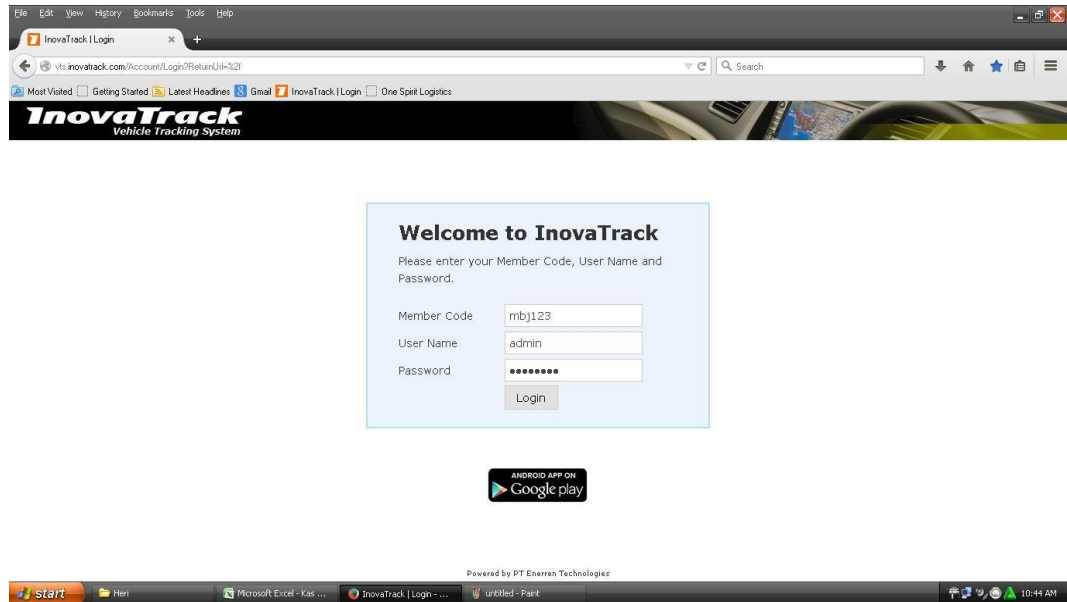 File Edit View History Bookmarks Tools Help
InovaTrack | Login
vts.inovatrack.com/Account/Login?ReturnUrl=%2f
Search
Most Visited Getting Started Latest Headlines Gmail InovaTrack | Login One Spirit Logistics
InovaTrack
Vehicle Tracking System
Welcome to InovaTrack
Please enter your Member Code, User Name and
Password.
Member Code mbj123
User Name admin
Password ••••••••
Login
ANDROID APP ON
Google play
Powered by PT Enerren Technologies
start Heri Microsoft Excel - Kas ... InovaTrack | Login - ... untitled - Paint 10:44 AM